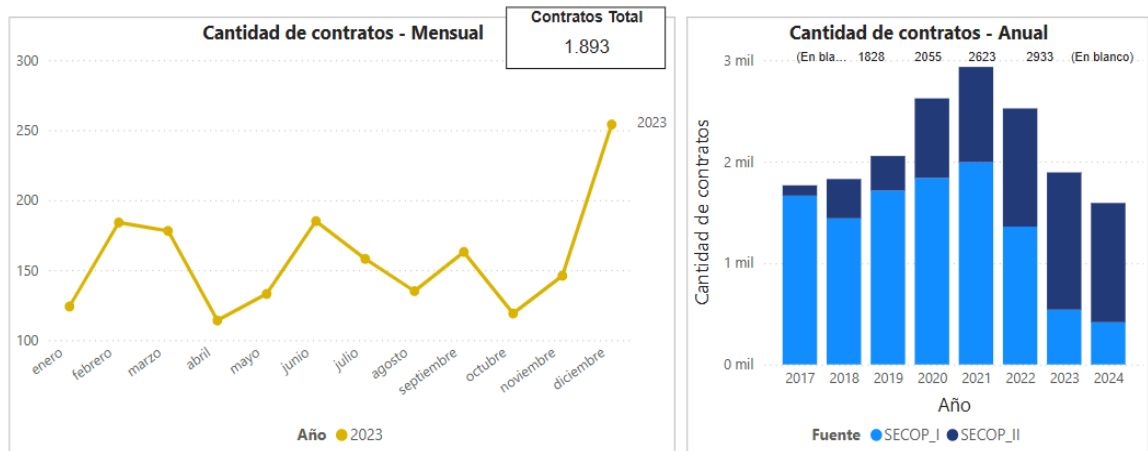 Cantidad de contratos - Mensual
Contratos Total
1.893
300
250
200
150
100
2023
enero
febrero
marzo
abril
mayo
junio
julio
agosto
septiembre
octubre
noviembre
diciembre
Año 2023
Cantidad de contratos - Anual
(En bla... 1828 2055 2623 2933 (En blanco)
Cantidad de contratos
3 mil
2 mil
1 mil
0 mil
2017 2018 2019 2020 2021 2022 2023 2024
Año
Fuente SECOP_I SECOP_II